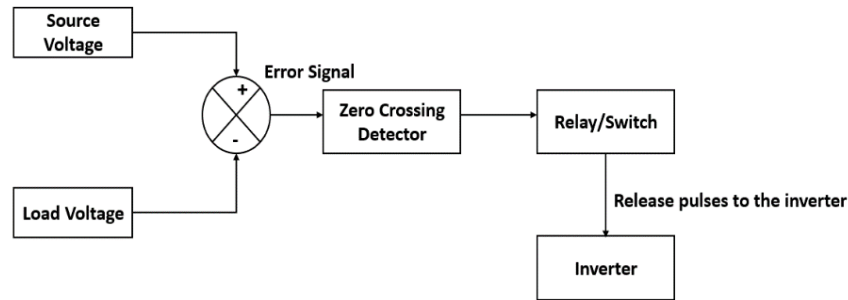 Source
Voltage
+
Error Signal
Zero Crossing
Detector
Relay/Switch
-
Load Voltage
Release pulses to the inverter
Inverter